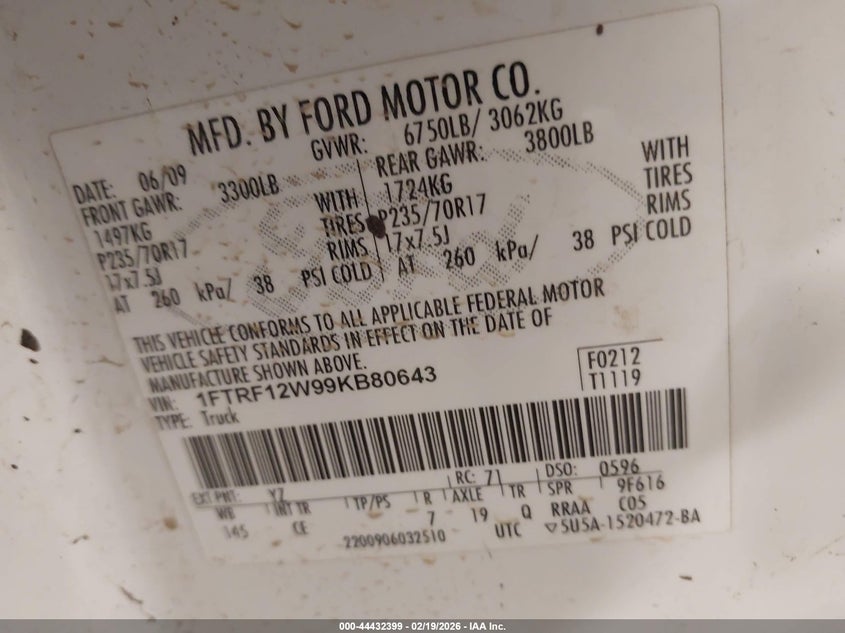 MFD. BY FORD MOTOR CO.
DATE: 06/09 GVWR: 6750LB/ 3062KG
FRONT GAWR: 3300LB REAR GAWR: 3800LB
1497KG WITH 1724KG WITH
P235/70R17 TIRES P235/70R17 TIRES
17x7.5J RIMS 17x7.5J RIMS
AT 260 kPa/ 38 PSI COLD AT 260 kPa/ 38 PSI COLD
THIS VEHICLE CONFORMS TO ALL APPLICABLE FEDERAL MOTOR
VEHICLE SAFETY STANDARDS IN EFFECT ON THE DATE OF
MANUFACTURE SHOWN ABOVE.
VIN: 1FTRF12W99KB80643 F0212
TYPE: Truck T1119
EXT PNT: YZ RC: 71 DSO: 0596
WB INT TR TP/PS R AXLE TR SPR 9F616
145 CE 7 19 Q RRAA C05
2200906032510 UTC ▽5U5A-1520472-BA
000-44432399 | 02/19/2026 - IAA Inc.